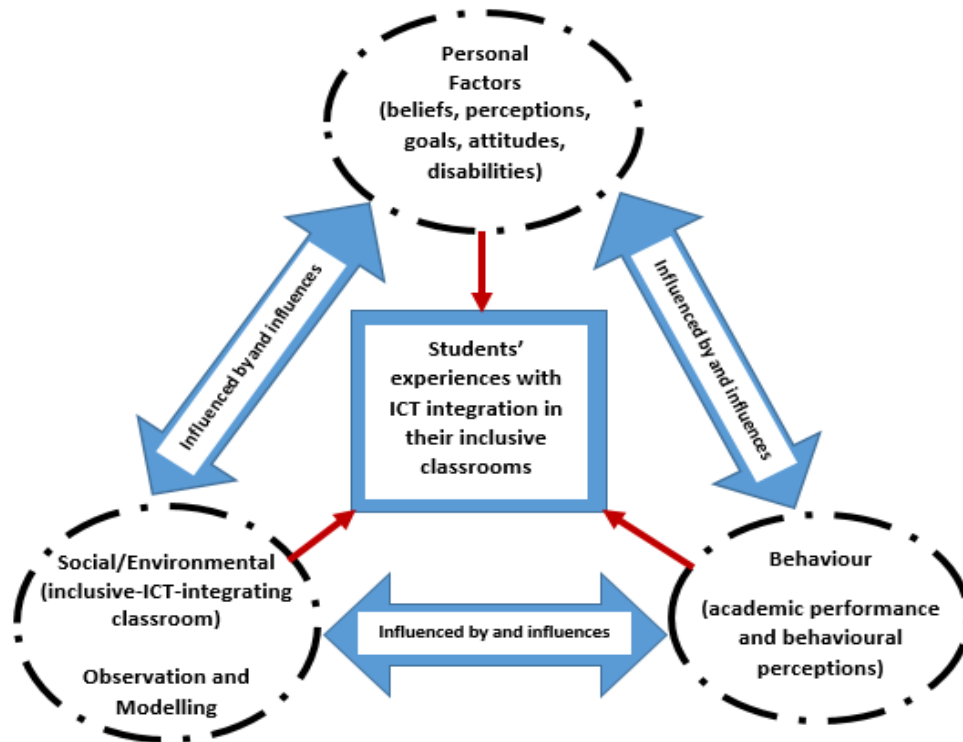 Personal
Factors
(beliefs, perceptions,
goals, attitudes,
disabilities)
Influenced by and influences
Influenced by and influences
Students’
experiences with
ICT integration in
their inclusive
classrooms
Social/Environmental
(inclusive-ICT-integrating
classroom)
Observation and
Modelling
Influenced by and influences
Behaviour
(academic performance
and behavioural
perceptions)